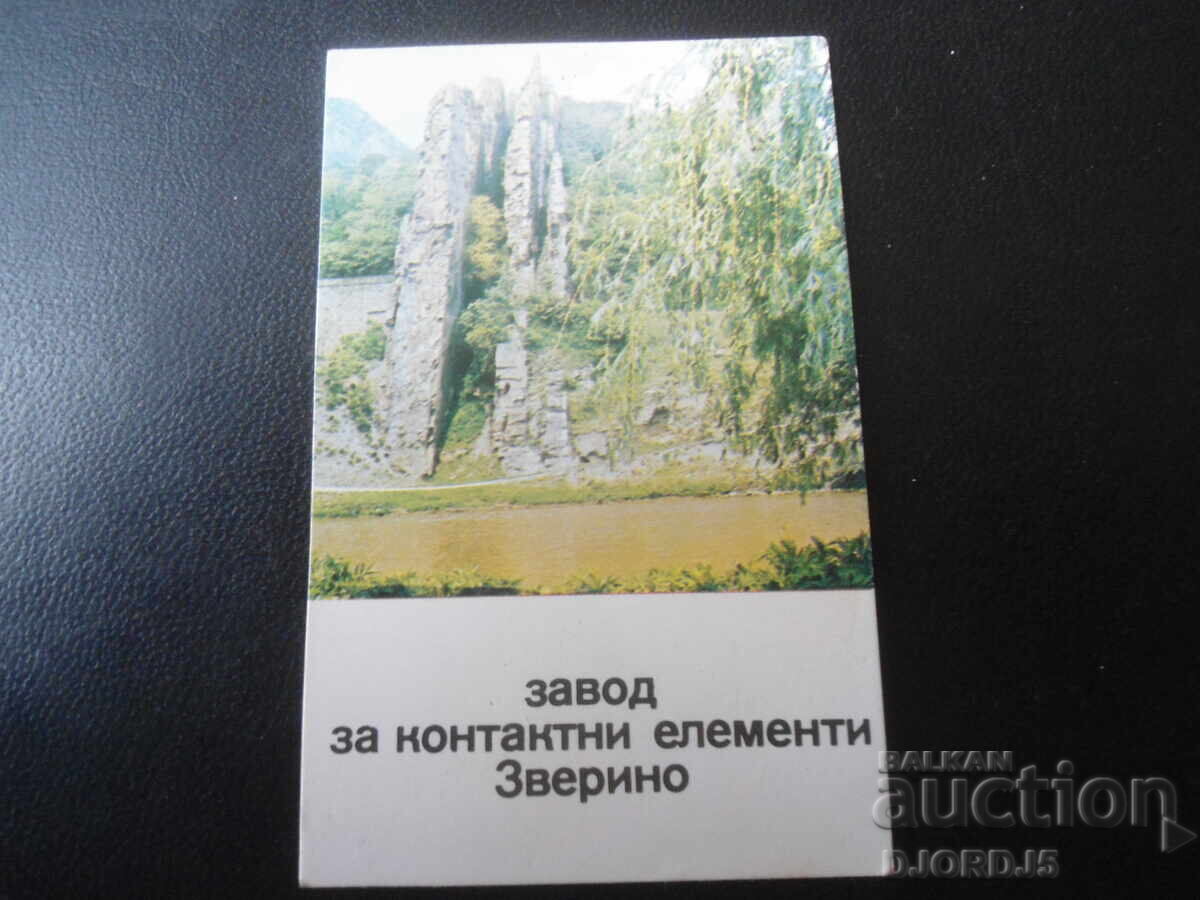 завод
за контактни елементи
Зверино
BALKAN
auction
DJORDJ5